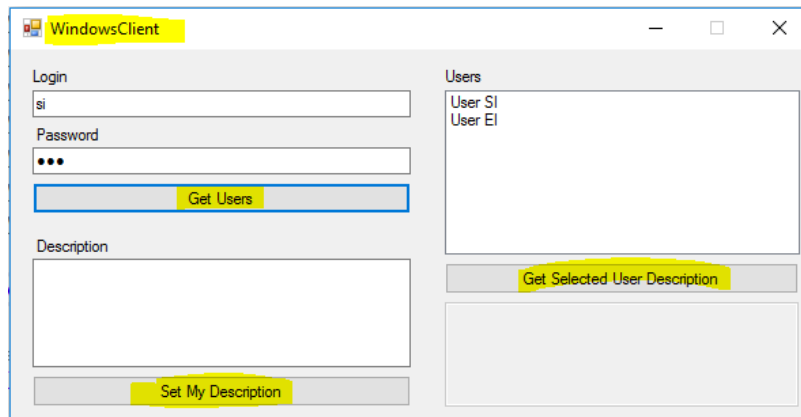 WindowsClient
Login
si
Password
●●●
Get Users
Description
Set My Description
Users
User SI
User EI
Get Selected User Description